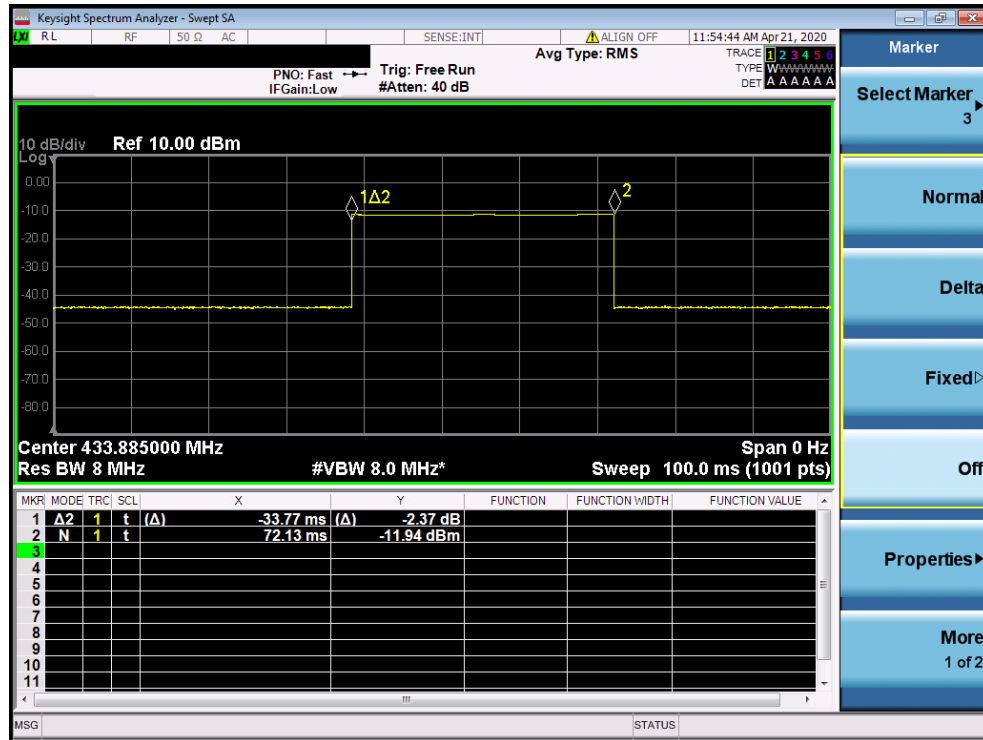 Keysight Spectrum Analyzer - Swept SA
LXI RL RF 50 Ω AC SENSE:INT ALIGN OFF 11:54:44 AM Apr 21, 2020
Marker
Avg Type: RMS TRACE 1 2 3 4 5 6
PNO: Fast Trig: Free Run TYPE WWWWWW
IFGain:Low #Atten: 40 dB DET A A A A A A
Select Marker
3
10 dB/div Ref 10.00 dBm
Log
0.00
1Δ2
2
Normal
-10.0
-20.0
-30.0
Delta
-40.0
-50.0
-60.0
-70.0
Fixed
-80.0
Center 433.885000 MHz Span 0 Hz
Res BW 8 MHz #VBW 8.0 MHz* Sweep 100.0 ms (1001 pts)
Off
MKR MODE TRC SCL X Y FUNCTION FUNCTION WIDTH FUNCTION VALUE
1 Δ2 1 t (Δ) -33.77 ms (Δ) -2.37 dB
2 N 1 t 72.13 ms -11.94 dBm
3
4
5
6
7
8
9
10
11
Properties
More
1 of 2
MSG STATUS